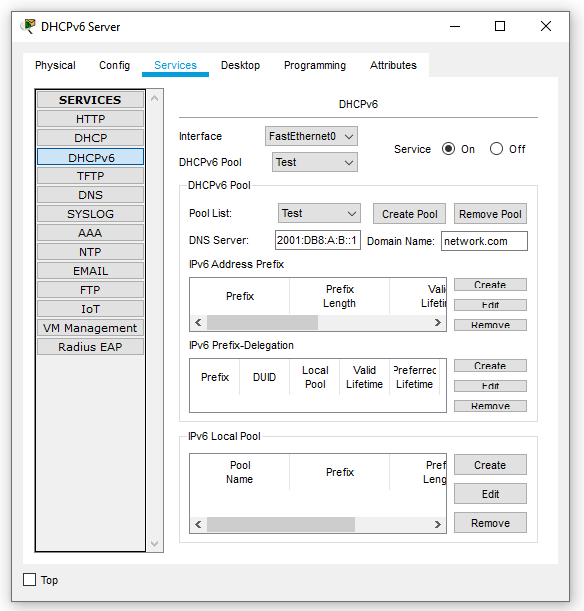 DHCPv6 Server
Physical Config Services Desktop Programming Attributes
SERVICES
HTTP
DHCP
DHCPv6
TFTP
DNS
SYSLOG
AAA
NTP
EMAIL
FTP
IoT
VM Management
Radius EAP
DHCPv6
Interface FastEthernet0 Service On Off
DHCPv6 Pool Test
DHCPv6 Pool
Pool List: Test Create Pool Remove Pool
DNS Server: 2001:DB8:A:B::1 Domain Name: network.com
IPv6 Address Prefix
Prefix Prefix Length Vali Lifetin
Create
Edit
Remove
IPv6 Prefix-Delegation
Prefix DUID Local Pool Valid Lifetime Preferred Lifetime
Create
Edit
Remove
IPv6 Local Pool
Pool Name Prefix Pref Leng
Create
Edit
Remove
Top